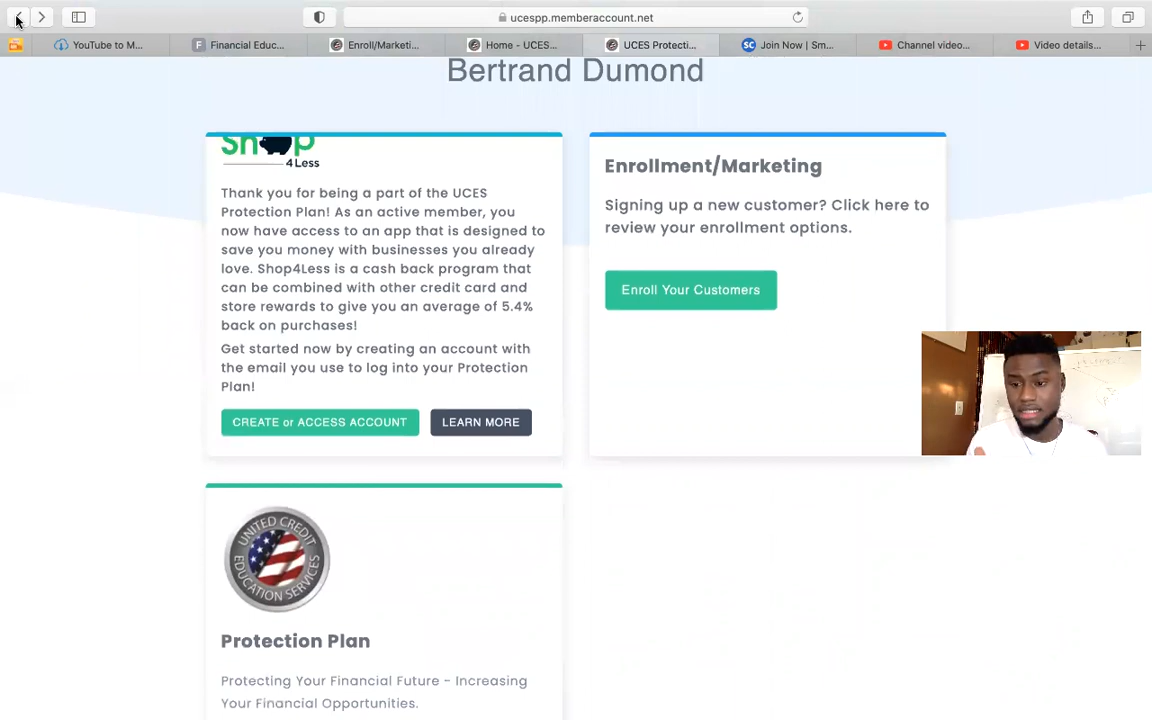 ucespp.memberaccount.net
YouTube to M...
Financial Educ...
Enroll/Marketi...
Home - UCES...
UCES Protecti...
Join Now | Sm...
Channel video...
Video details...
Bertrand Dumond
Shop
4Less
Thank you for being a part of the UCES
Protection Plan! As an active member, you
now have access to an app that is designed to
save you money with businesses you already
love. Shop4Less is a cash back program that
can be combined with other credit card and
store rewards to give you an average of 5.4%
back on purchases!
Get started now by creating an account with
the email you use to log into your Protection
Plan!
CREATE or ACCESS ACCOUNT
LEARN MORE
Enrollment/Marketing
Signing up a new customer? Click here to
review your enrollment options.
Enroll Your Customers
UNITED CREDIT
EDUCATION SERVICES
Protection Plan
Protecting Your Financial Future - Increasing
Your Financial Opportunities.